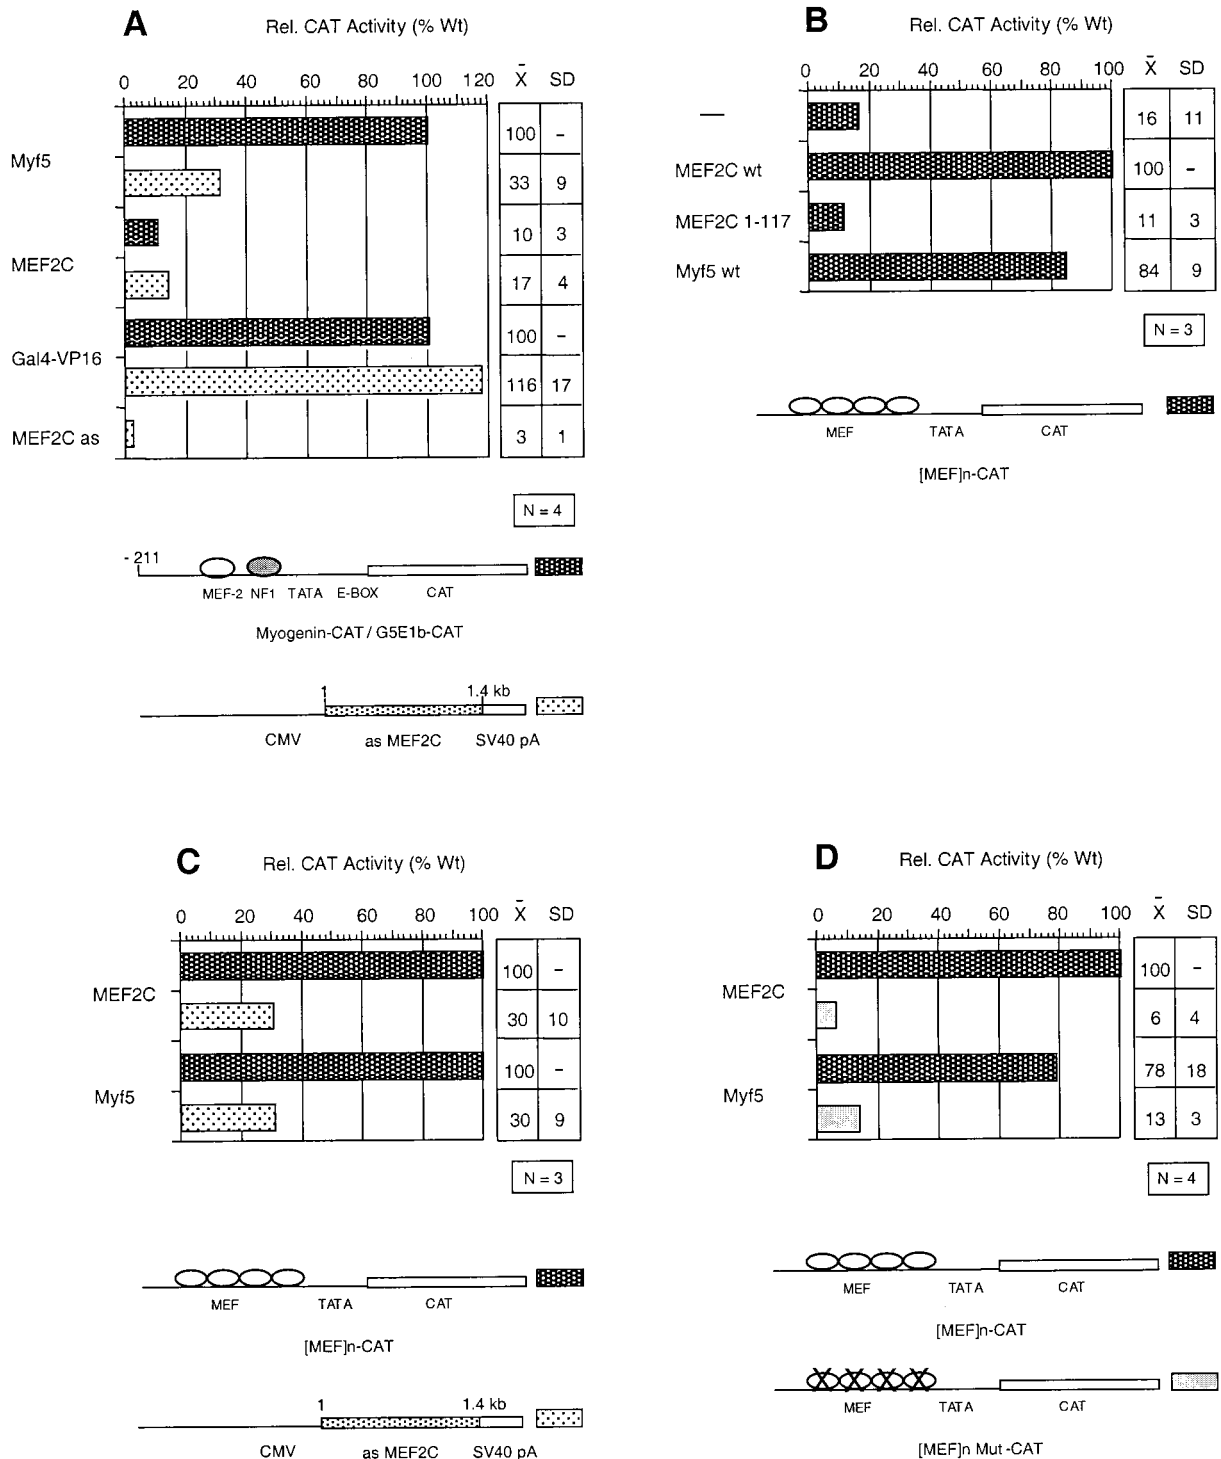 A
Rel. CAT Activity (% Wt)
0 20 40 60 80 100 120 X̄ SD
Myf5
100 -
33 9
MEF2C
10 3
17 4
Gal4-VP16
100 -
116 17
MEF2C as
3 1
N = 4
- 211
MEF-2 NF1 TATA E-BOX CAT
Myogenin-CAT / G5E1b-CAT
1 1.4 kb
CMV as MEF2C SV40 pA
B
Rel. CAT Activity (% Wt)
0 20 40 60 80 100 X̄ SD
— 16 11
MEF2C wt 100 -
MEF2C 1-117 11 3
Myf5 wt 84 9
N = 3
MEF TATA CAT
[MEF]n-CAT
C
Rel. CAT Activity (% Wt)
0 20 40 60 80 100 X̄ SD
MEF2C
100 -
30 10
Myf5
100 -
30 9
N = 3
MEF TATA CAT
[MEF]n-CAT
1 1.4 kb
CMV as MEF2C SV40 pA
D
Rel. CAT Activity (% Wt)
0 20 40 60 80 100 X̄ SD
MEF2C
100 -
6 4
Myf5
78 18
13 3
N = 4
MEF TATA CAT
[MEF]n-CAT
MEF TATA CAT
[MEF]n Mut-CAT